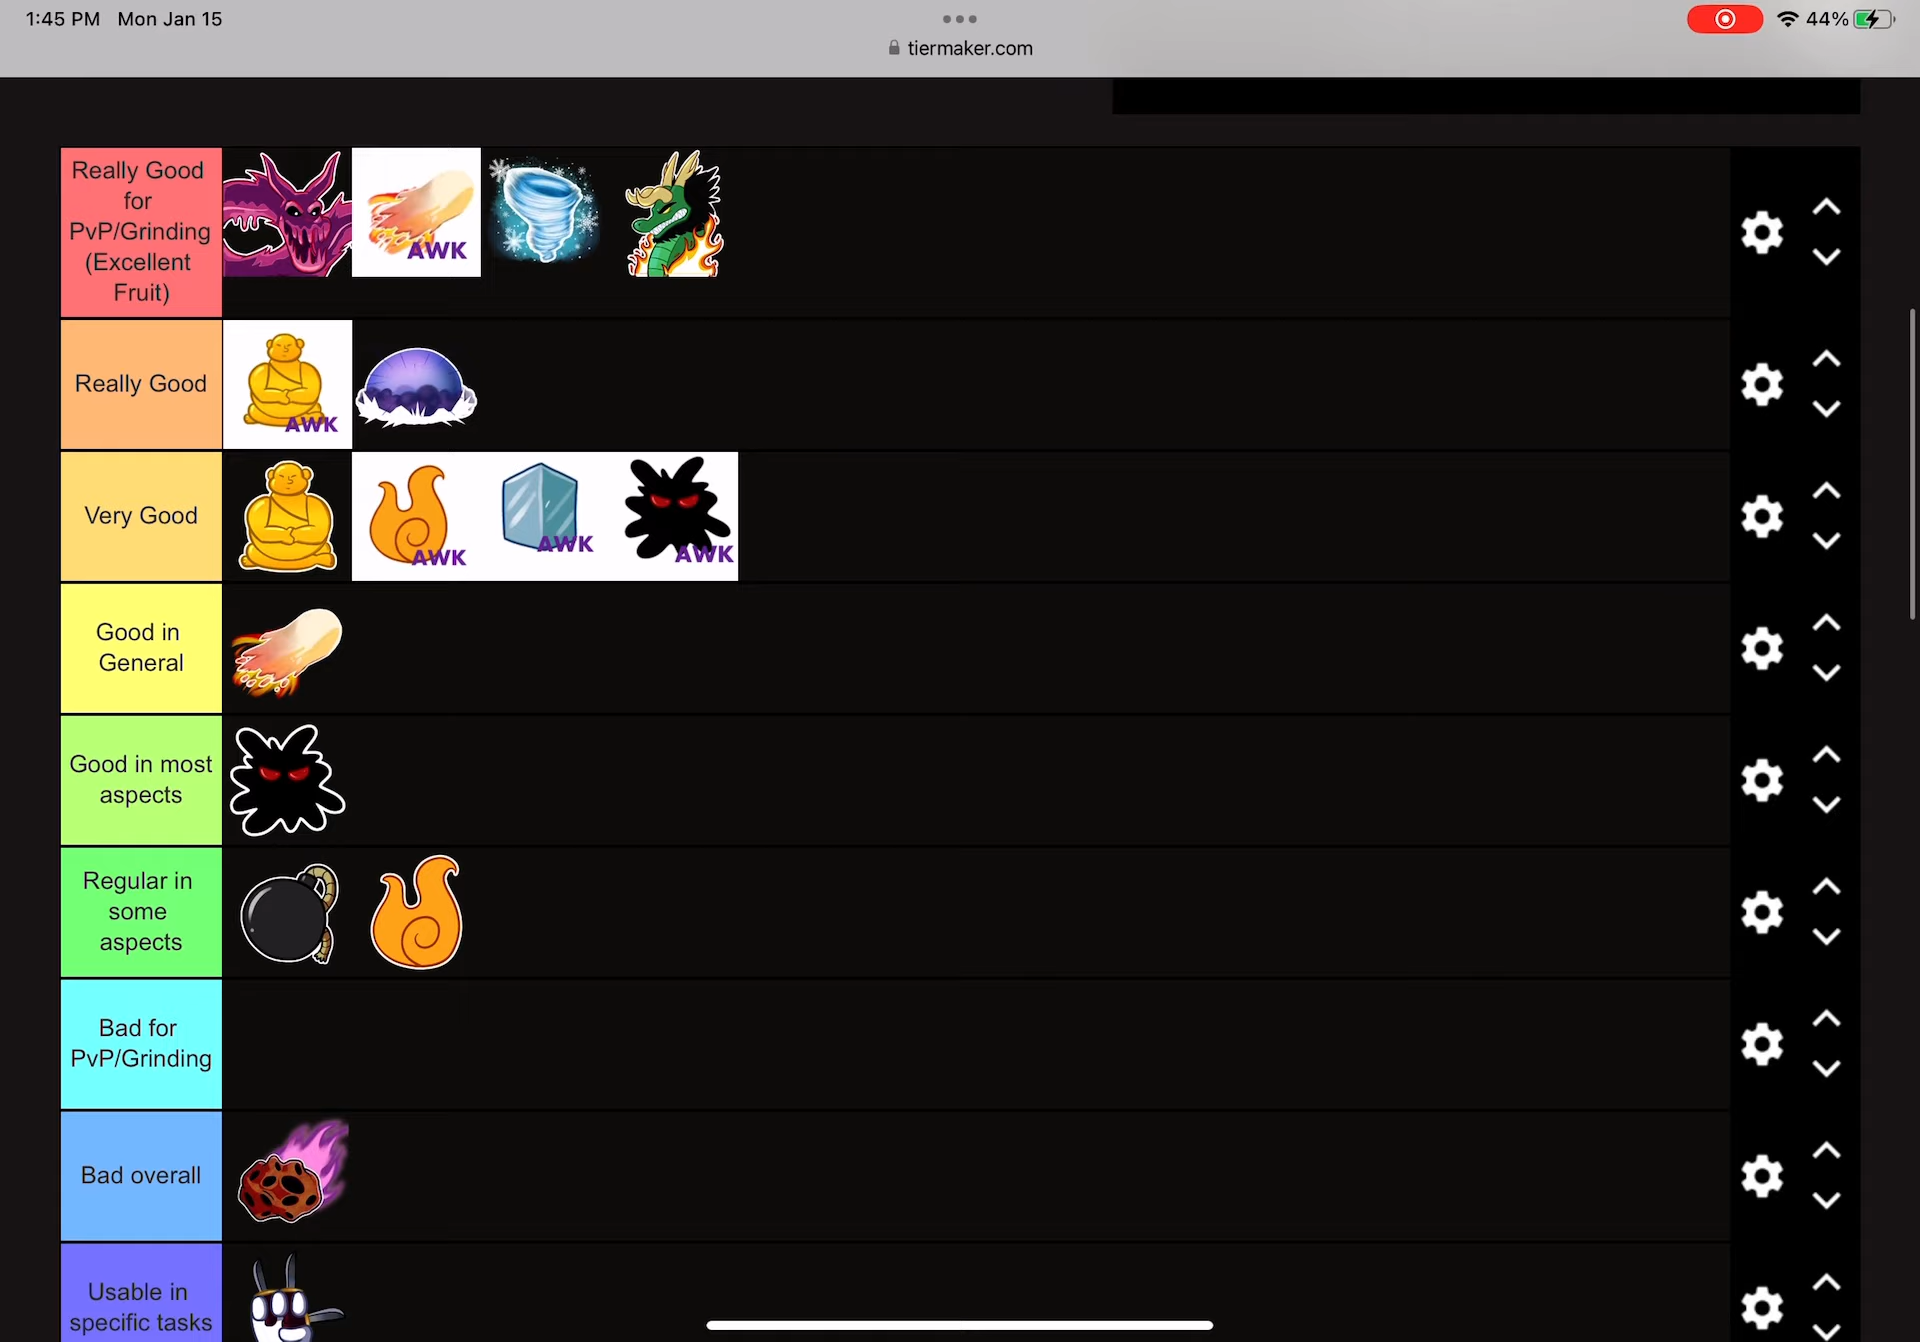 1:45 PM Mon Jan 15
44%
tiermaker.com
Really Good
for
PvP/Grinding
(Excellent
Fruit)
AWK
Really Good
AWK
Very Good
AWK
AWK
AWK
Good in
General
Good in most
aspects
Regular in
some
aspects
Bad for
PvP/Grinding
Bad overall
Usable in
specific tasks